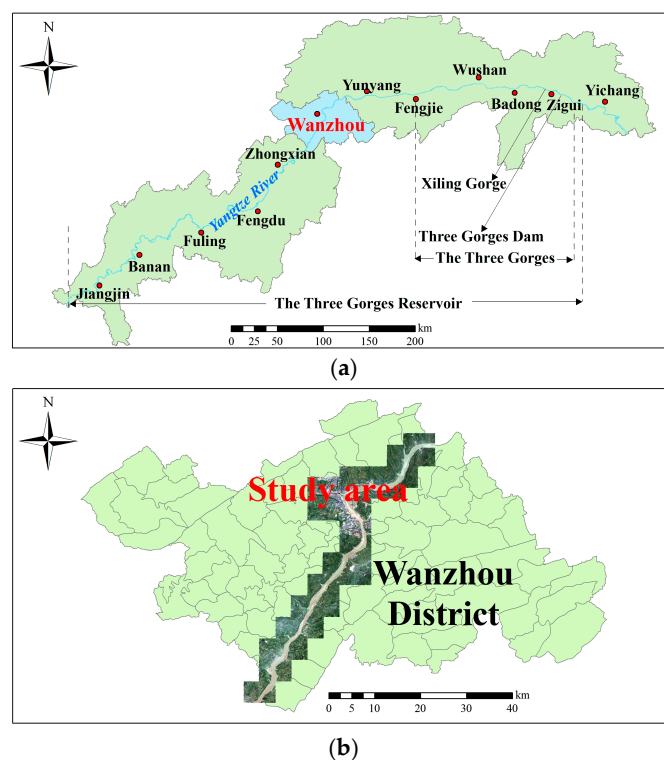 N
Wushan
Yunyang
Yichang
Fengjie
Badong
Zigui
Wanzhou
Zhongxian
Xiling Gorge
Yangtze River
Fengdu
Three Gorges Dam
Fuling
The Three Gorges
Banan
Jiangjin
The Three Gorges Reservoir
km
0 25 50 100 150 200
(a)
N
Study area
Wanzhou
District
km
0 5 10 20 30 40
(b)